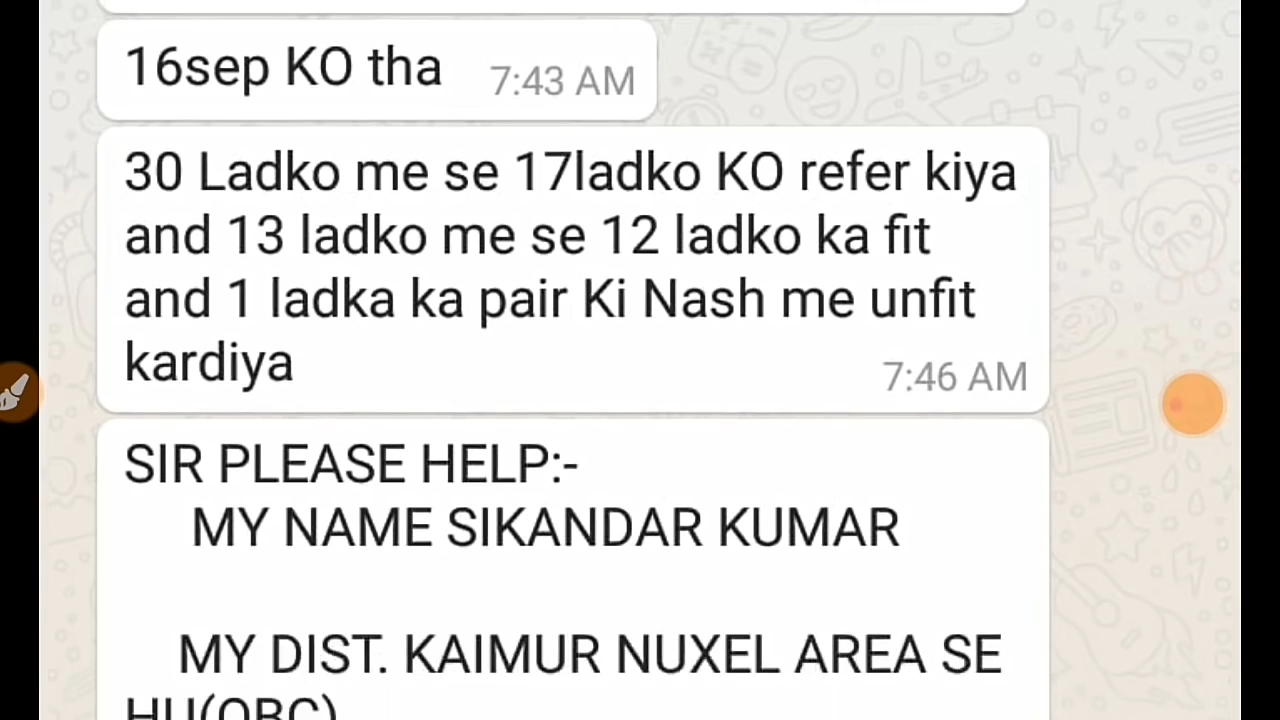 16sep KO tha 7:43 AM
30 Ladko me se 17ladko KO refer kiya
and 13 ladko me se 12 ladko ka fit
and 1 ladka ka pair Ki Nash me unfit
kardiya 7:46 AM
SIR PLEASE HELP:-
MY NAME SIKANDAR KUMAR
MY DIST. KAIMUR NUXEL AREA SE
HU(OBC)